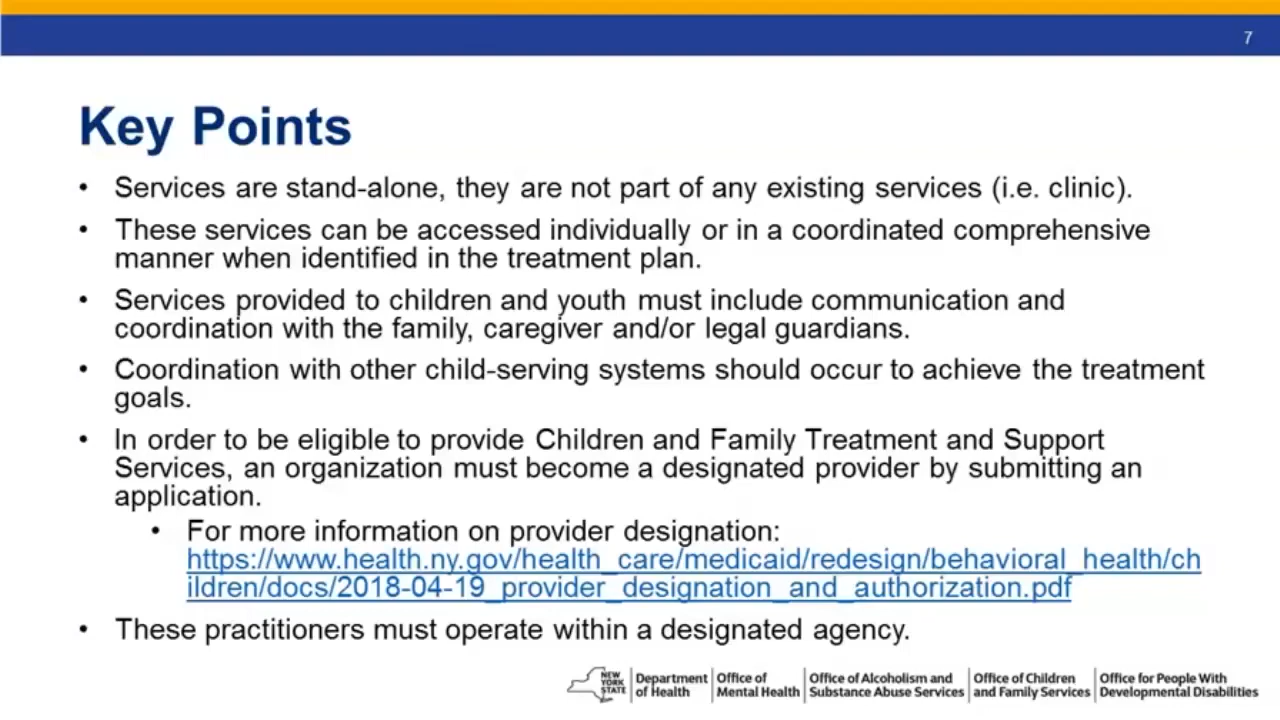 7
Key Points
• Services are stand-alone, they are not part of any existing services (i.e. clinic).
• These services can be accessed individually or in a coordinated comprehensive
manner when identified in the treatment plan.
• Services provided to children and youth must include communication and
coordination with the family, caregiver and/or legal guardians.
• Coordination with other child-serving systems should occur to achieve the treatment
goals.
• In order to be eligible to provide Children and Family Treatment and Support
Services, an organization must become a designated provider by submitting an
application.
• For more information on provider designation:
https://www.health.ny.gov/health_care/medicaid/redesign/behavioral_health/ch
ildren/docs/2018-04-19_provider_designation_and_authorization.pdf
• These practitioners must operate within a designated agency.
NEW
YORK
STATE
Department
of Health
Office of
Mental Health
Office of Alcoholism and
Substance Abuse Services
Office of Children
and Family Services
Office for People With
Developmental Disabilities